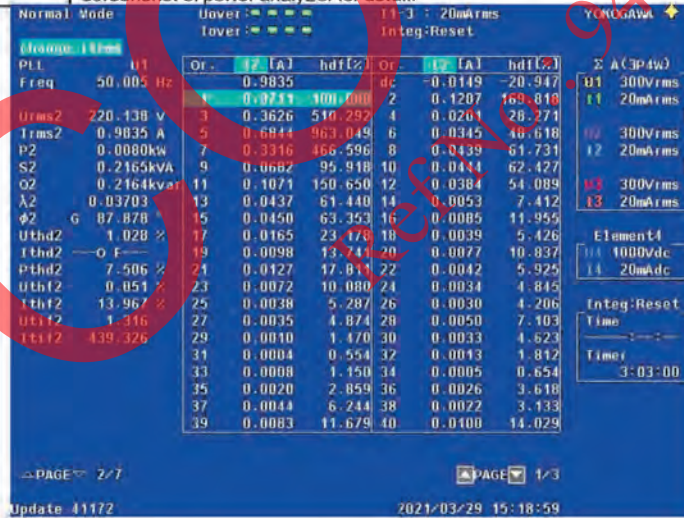 Normal Mode Uover: I1-3 : 20mArms YOKOGAWA
Iover: Integ:Reset
change items
PLL U1 Or. I2 [A] hdf[%] Or. I2 [A] hdf[%] Σ A(3P4W)
Freq 50.005 Hz 0.9835 dc -0.0149 -20.947 U1 300Vrms
1 0.0711 100.000 2 0.1207 169.818 I1 20mArms
Urms2 220.138 V 3 0.3626 510.292 4 28.271
Irms2 0.9835 A 5 0.6844 963.049 6 0.0345 48.618 U2 300Vrms
P2 0.0080kW 7 0.3316 466.596 8 0.0439 61.731 I2 20mArms
S2 0.2165kVA 9 0.0682 95.918 10 0.0444 62.427
Q2 0.2164kvar 11 0.1071 150.650 12 0.0384 54.089 U3 300Vrms
λ2 0.03703 13 0.0437 61.440 14 0.0053 7.412 I3 20mArms
Φ2 G 87.878 ° 15 0.0450 63.353 16 0.0085 11.955
Uthd2 1.028 % 17 0.0165 23.178 18 0.0039 5.426 Element4
Ithd2 --O F-- 19 0.0098 13.741 20 0.0077 10.837 U4 1000Vdc
Pthd2 7.506 % 21 0.0127 17.811 22 0.0042 5.925 I4 20mAdc
Uthf2 0.051 % 23 0.0072 10.080 24 0.0034 4.845
Ithf2 13.967 % 25 0.0038 5.287 26 0.0030 4.206 Integ:Reset
Utif2 1.316 27 0.0035 4.874 28 0.0050 7.103 Time
Itif2 439.326 29 0.0010 1.470 30 0.0033 4.623 --:--:--
31 0.0004 0.554 32 0.0013 1.812 Timer
33 0.0008 1.150 34 0.0005 0.654 3:03:00
35 0.0020 2.859 36 0.0026 3.618
37 0.0044 6.244 38 0.0022 3.133
39 0.0083 11.679 40 0.0100 14.029
△PAGE▽ 2/7 ▲PAGE▼ 1/3
Update 41172 2021/03/29 15:18:59
Ref No.